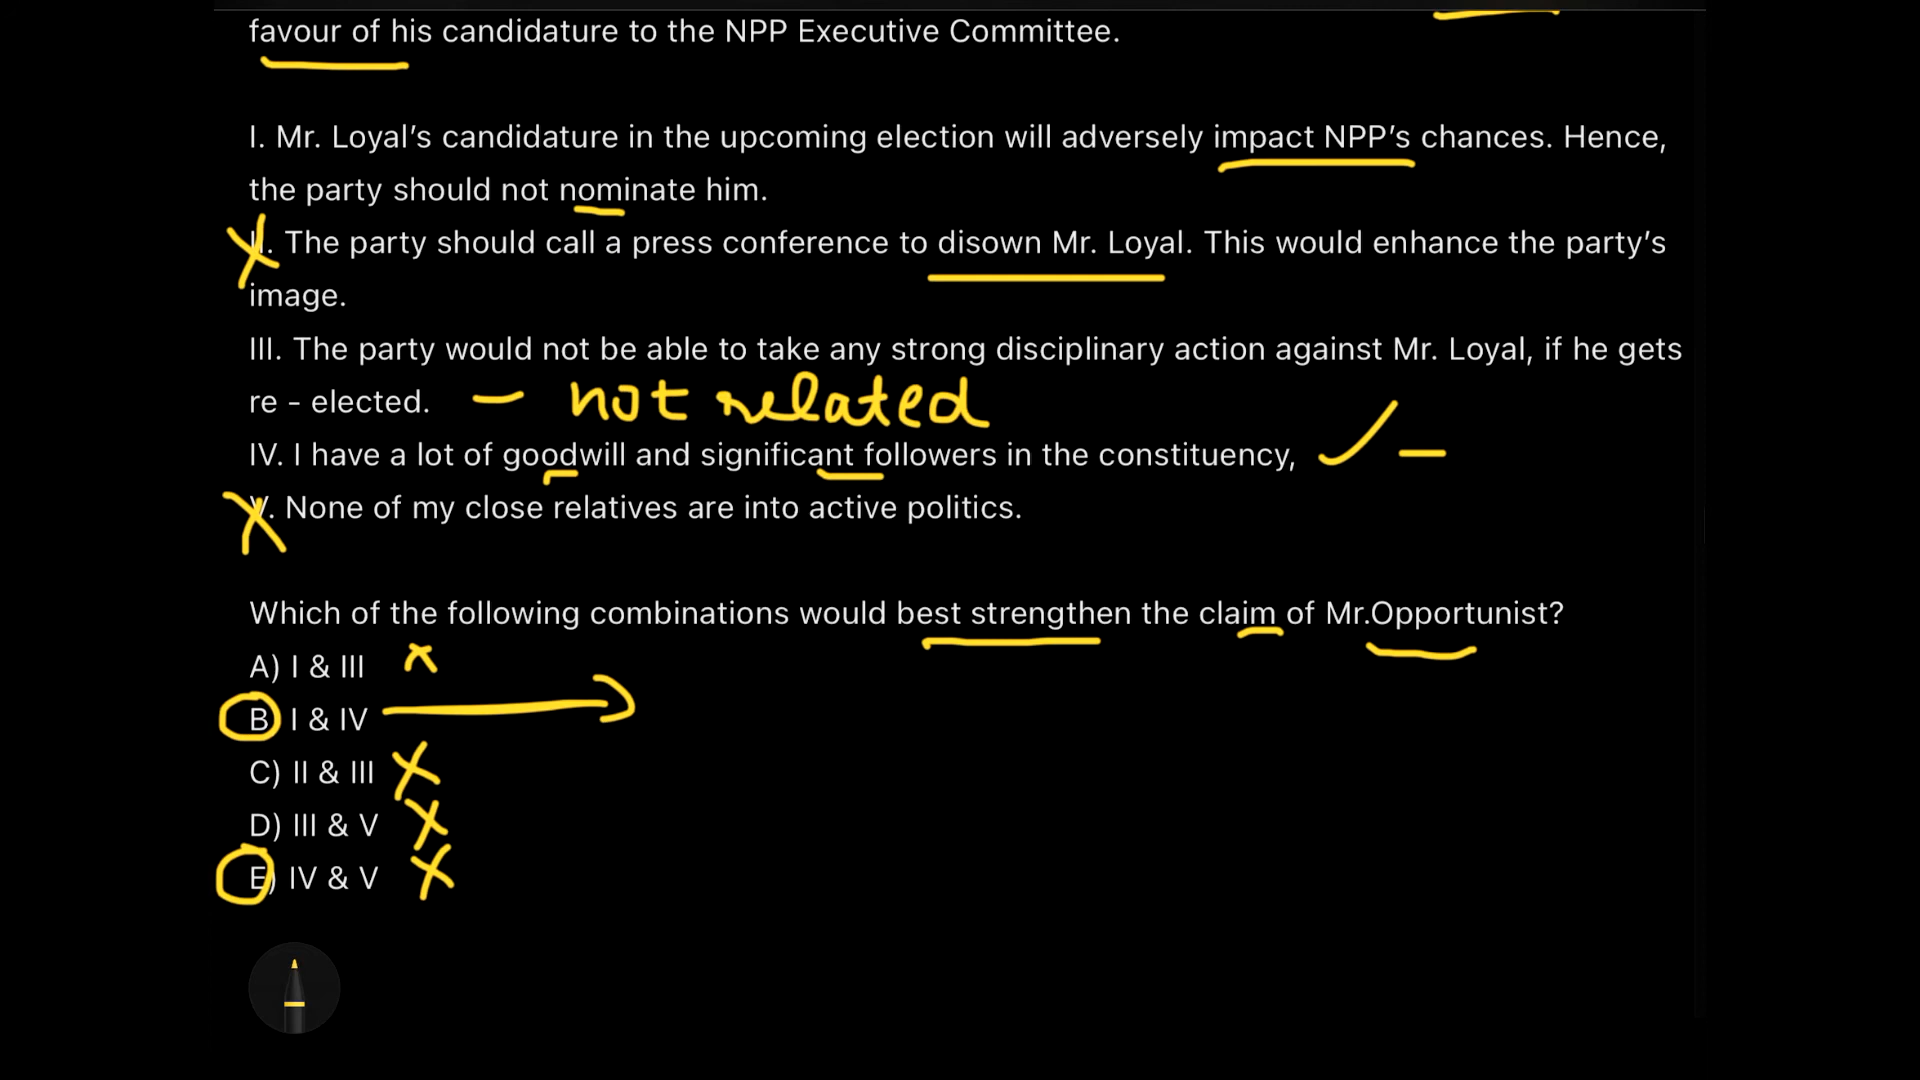 favour of his candidature to the NPP Executive Committee.
I. Mr. Loyal’s candidature in the upcoming election will adversely impact NPP’s chances. Hence,
the party should not nominate him.
II. The party should call a press conference to disown Mr. Loyal. This would enhance the party’s
image.
III. The party would not be able to take any strong disciplinary action against Mr. Loyal, if he gets
re - elected. - not related
IV. I have a lot of goodwill and significant followers in the constituency,
V. None of my close relatives are into active politics.
Which of the following combinations would best strengthen the claim of Mr.Opportunist?
A) I & III
B) I & IV
C) II & III
D) III & V
E) IV & V